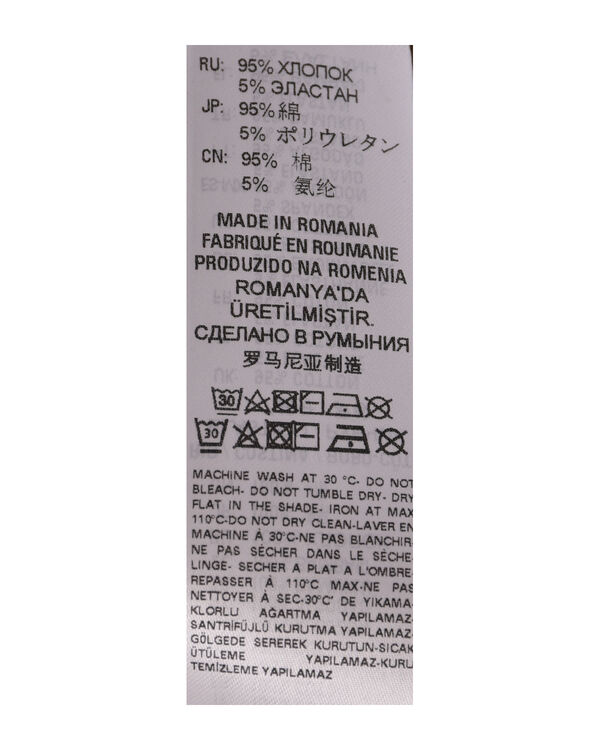 RU: 95% ХЛОПОК
5% ЭЛАСТАН
JP: 95% 綿
5% ポリウレタン
CN: 95% 棉
5% 氨纶
MADE IN ROMANIA
FABRIQUÉ EN ROUMANIE
PRODUZIDO NA ROMENIA
ROMANYA'DA
ÜRETİLMİŞTİR.
СДЕЛАНО В РУМЫНИЯ
罗马尼亚制造
30
30
MACHINE WASH AT 30 °C- DO NOT
BLEACH- DO NOT TUMBLE DRY- DRY
FLAT IN THE SHADE- IRON AT MAX
110°C-DO NOT DRY CLEAN-LAVER EN
MACHINE À 30°C-NE PAS BLANCHIR-
NE PAS SÉCHER DANS LE SÉCHE-
LINGE- SECHER A PLAT A L'OMBRE-
REPASSER À 110°C MAX-NE PAS
NETTOYER À SEC-30°C' DE YIKAMA-
KLORLU AĞARTMA YAPILAMAZ-
SANTRİFÜJLÜ KURUTMA YAPILAMAZ-
GÖLGEDE SEREREK KURUTUN-SICAK
ÜTÜLEME YAPILAMAZ-KURU
TEMİZLEME YAPILAMAZ